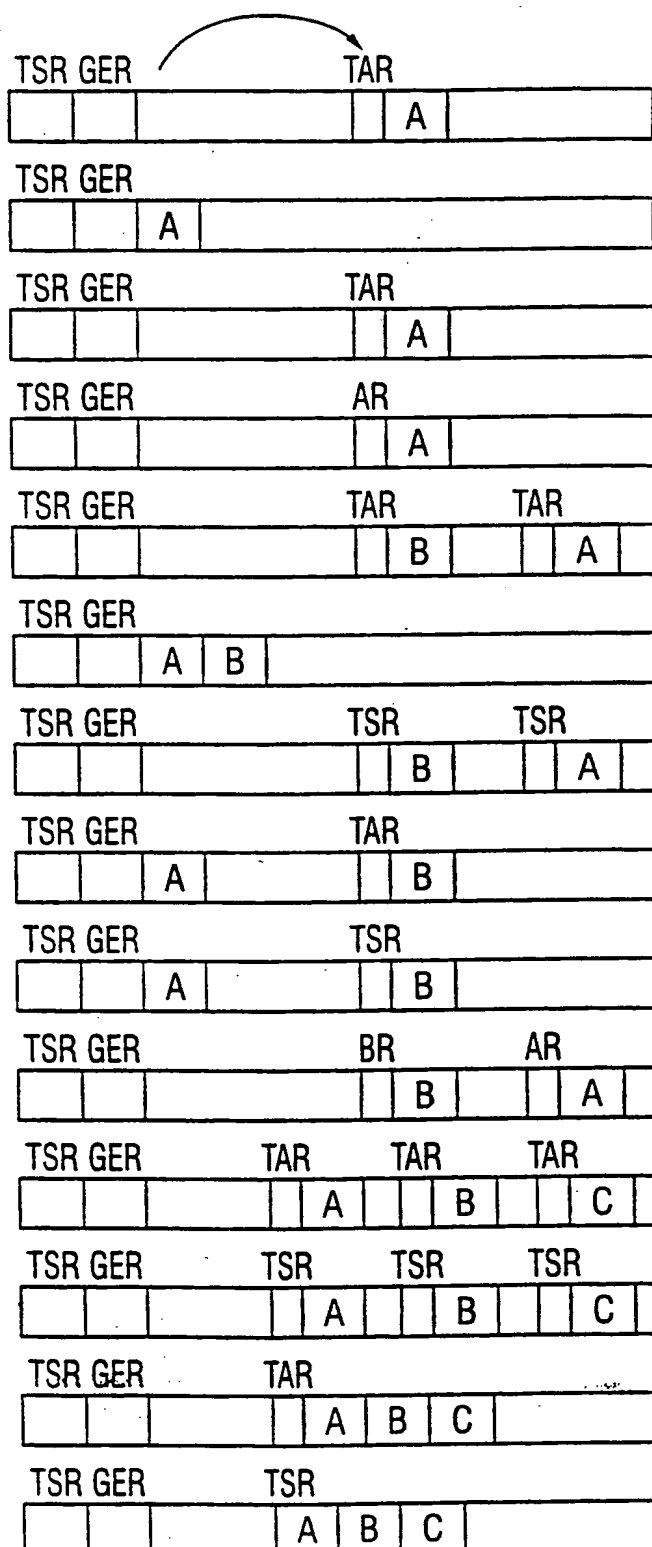 TSR GER TAR
A
TSR GER
A
TSR GER TAR
A
TSR GER AR
A
TSR GER TAR TAR
B A
TSR GER
A B
TSR GER TSR TSR
B A
TSR GER TAR
A B
TSR GER TSR
A B
TSR GER BR AR
B A
TSR GER TAR TAR TAR
A B C
TSR GER TSR TSR TSR
A B C
TSR GER TAR
A B C
TSR GER TSR
A B C